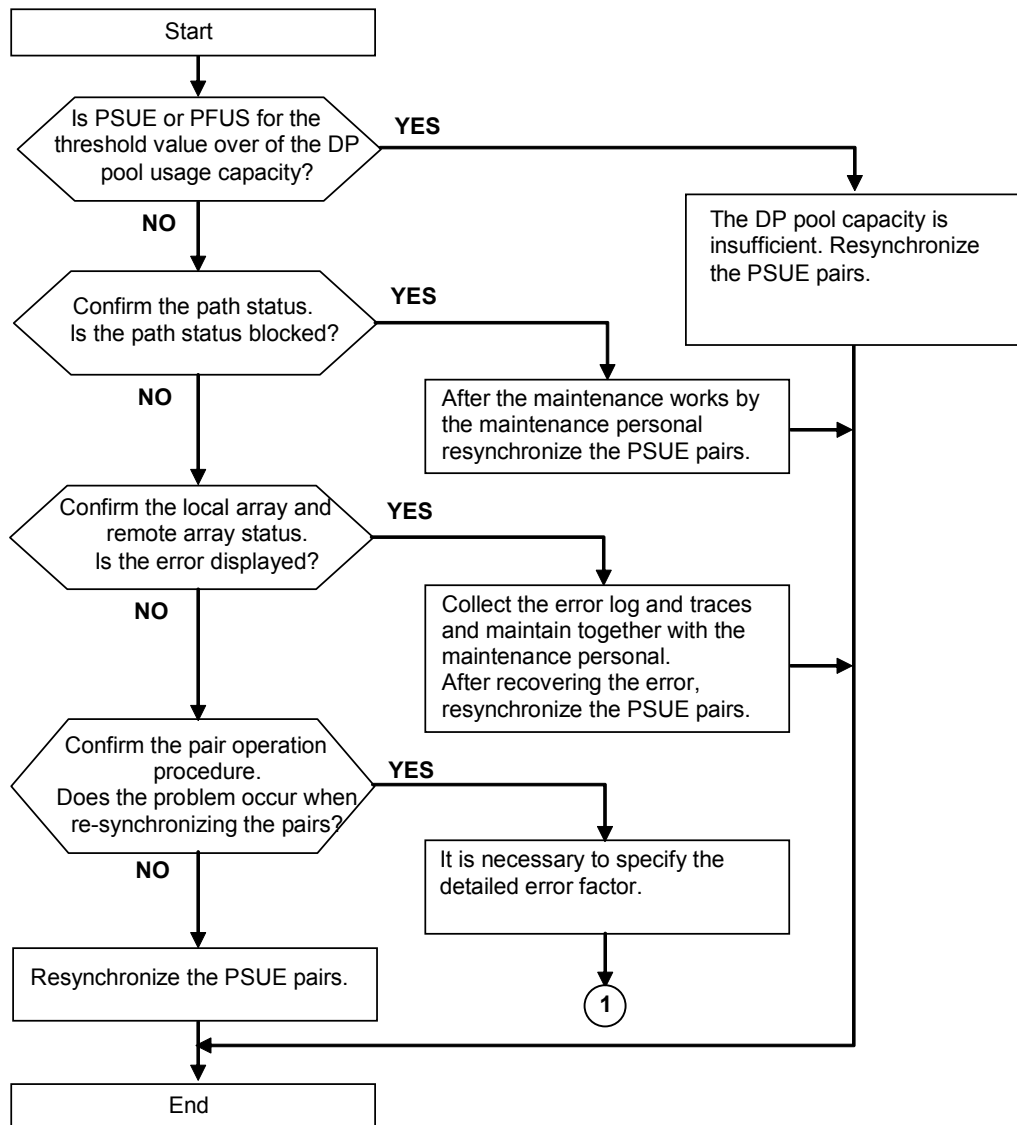 Start
Is PSUE or PFUS for the
threshold value over of the DP
pool usage capacity?
YES
NO
The DP pool capacity is
insufficient. Resynchronize
the PSUE pairs.
Confirm the path status.
Is the path status blocked?
YES
NO
After the maintenance works by
the maintenance personal
resynchronize the PSUE pairs.
Confirm the local array and
remote array status.
Is the error displayed?
YES
NO
Collect the error log and traces
and maintain together with the
maintenance personal.
After recovering the error,
resynchronize the PSUE pairs.
Confirm the pair operation
procedure.
Does the problem occur when
re-synchronizing the pairs?
YES
NO
It is necessary to specify the
detailed error factor.
Resynchronize the PSUE pairs.
1
End